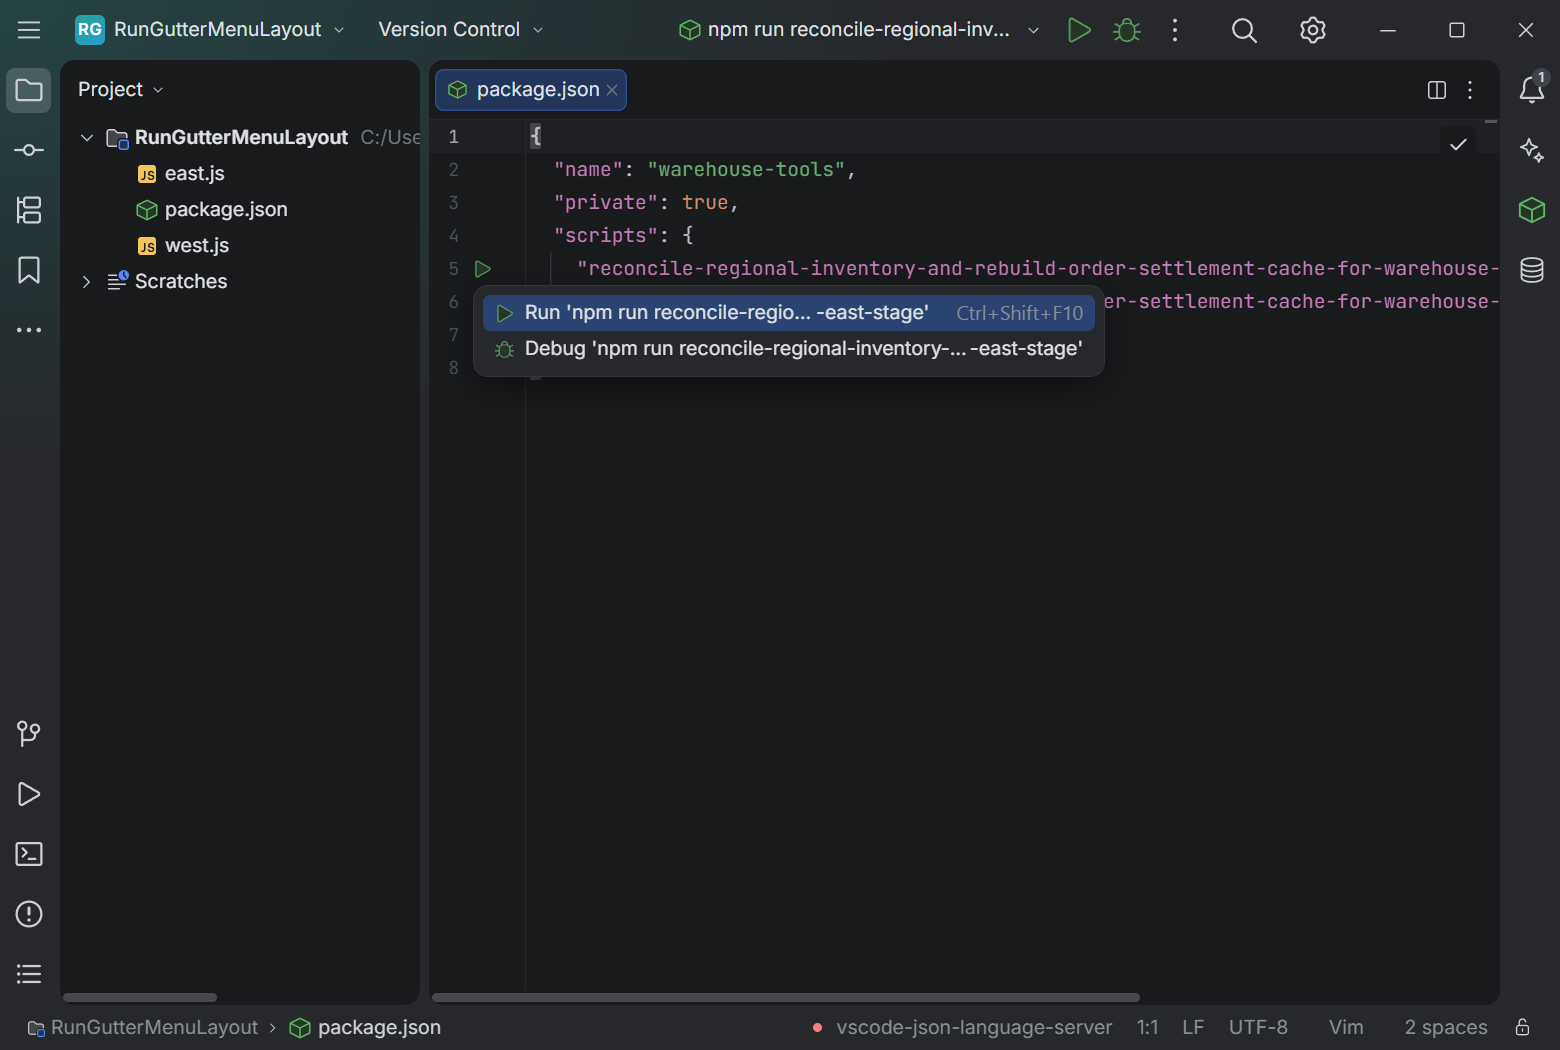 RG RunGutterMenuLayout Version Control npm run reconcile-regional-inv...
Project
RunGutterMenuLayout C:/Use
JS east.js
package.json
JS west.js
Scratches
package.json
1 {
2 "name": "warehouse-tools",
3 "private": true,
4 "scripts": {
5 "reconcile-regional-inventory-and-rebuild-order-settlement-cache-for-warehouse-
6 er-settlement-cache-for-warehouse-
7
8
Run 'npm run reconcile-regio... -east-stage' Ctrl+Shift+F10
Debug 'npm run reconcile-regional-inventory-... -east-stage'
1
RunGutterMenuLayout › package.json vscode-json-language-server 1:1 LF UTF-8 Vim 2 spaces